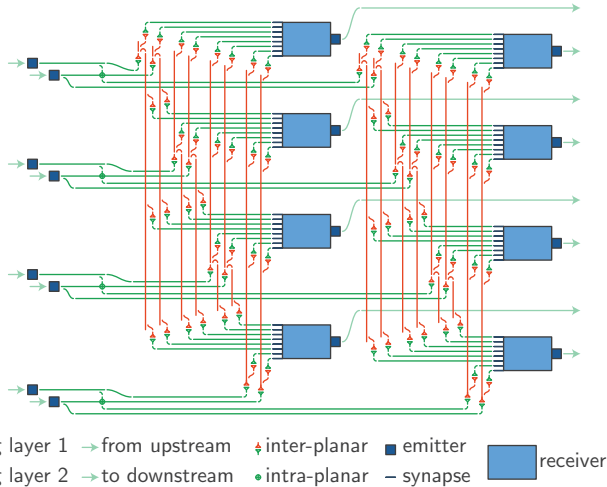 g layer 1 from upstream inter-planar emitter
receiver
g layer 2 to downstream intra-planar synapse